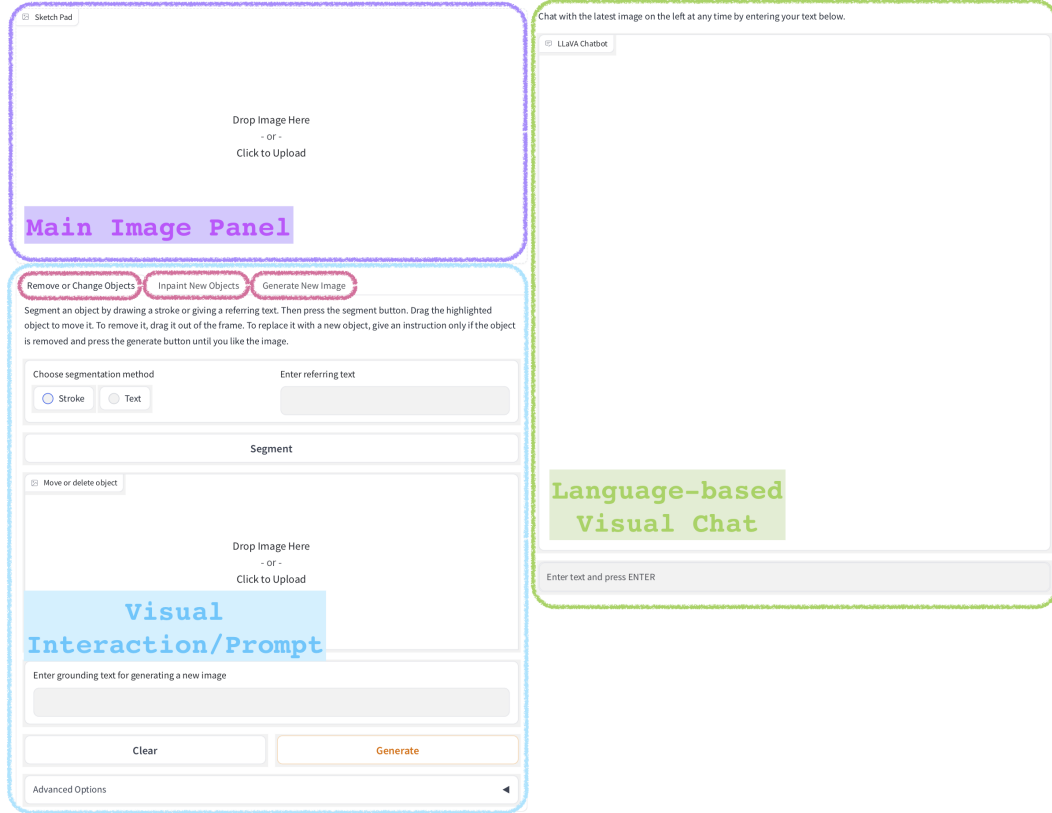 Sketch Pad
Drop Image Here
- or -
Click to Upload
Main Image Panel
Remove or Change Objects
Inpaint New Objects
Generate New Image
Segment an object by drawing a stroke or giving a referring text. Then press the segment button. Drag the highlighted
object to move it. To remove it, drag it out of the frame. To replace it with a new object, give an instruction only if the object
is removed and press the generate button until you like the image.
Choose segmentation method
Stroke
Text
Enter referring text
Segment
Move or delete object
Drop Image Here
- or -
Click to Upload
Visual
Interaction/Prompt
Enter grounding text for generating a new image
Clear
Generate
Advanced Options
Chat with the latest image on the left at any time by entering your text below.
LLaVA Chatbot
Language-based
Visual Chat
Enter text and press ENTER